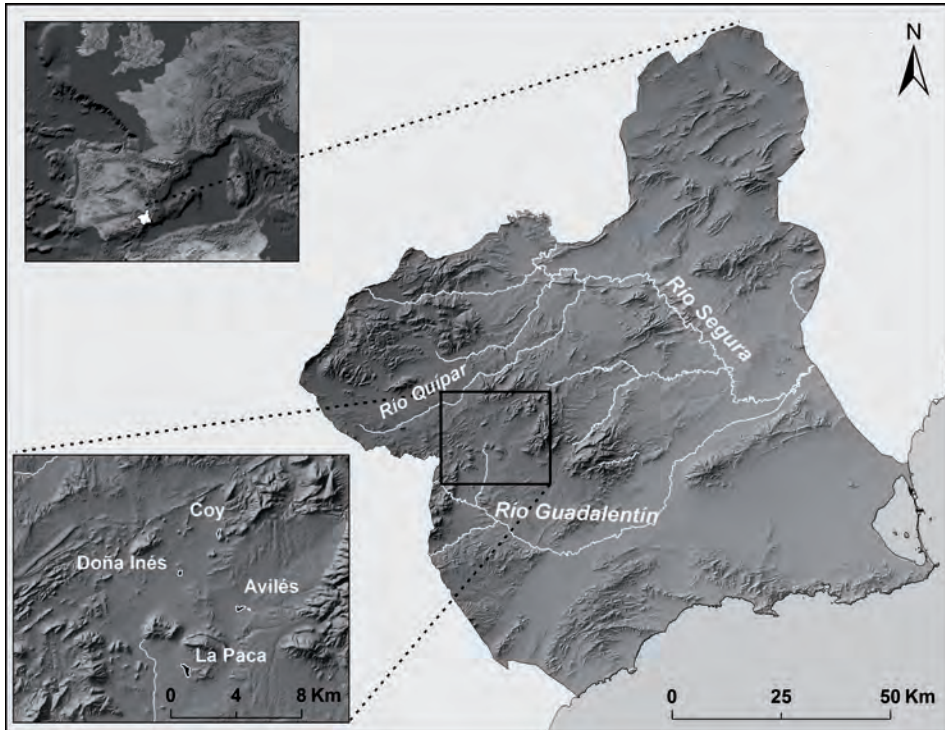 N
Río Segura
Río Quípar
Río Guadalentín
Coy
Doña Inés
Avilés
La Paca
0 4 8 Km
0 25 50 Km